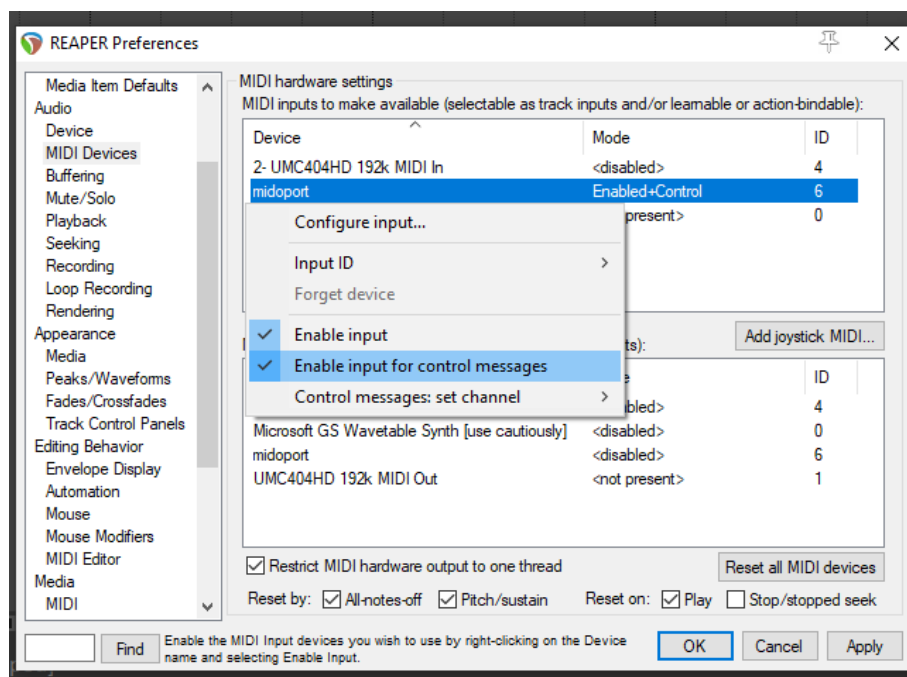 REAPER Preferences
Media Item Defaults
Audio
Device
MIDI Devices
Buffering
Mute/Solo
Playback
Seeking
Recording
Loop Recording
Rendering
Appearance
Media
Peaks/Waveforms
Fades/Crossfades
Track Control Panels
Editing Behavior
Envelope Display
Automation
Mouse
Mouse Modifiers
MIDI Editor
Media
MIDI
MIDI hardware settings
MIDI inputs to make available (selectable as track inputs and/or learnable or action-bindable):
Device Mode ID
2- UMC404HD 192k MIDI In <disabled> 4
midoport Enabled+Control 6
present> 0
Configure input...
Input ID
Forget device
Enable input
Enable input for control messages
Control messages: set channel
ts): Add joystick MIDI...
ID
bled> 4
Microsoft GS Wavetable Synth [use cautiously] <disabled> 0
midoport <disabled> 6
UMC404HD 192k MIDI Out <not present> 1
Restrict MIDI hardware output to one thread Reset all MIDI devices
Reset by: All-notes-off Pitch/sustain Reset on: Play Stop/stopped seek
Find Enable the MIDI Input devices you wish to use by right-clicking on the Device
name and selecting Enable Input.
OK Cancel Apply